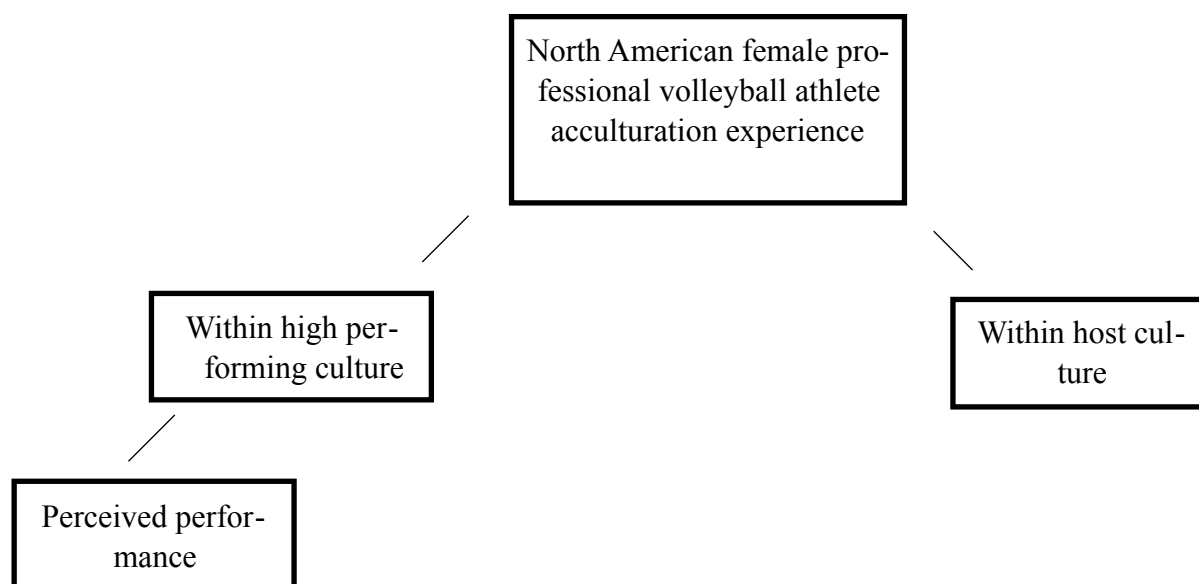 North American female pro-
fessional volleyball athlete
acculturation experience
Within high per-
forming culture
Within host cul-
ture
Perceived perfor-
mance